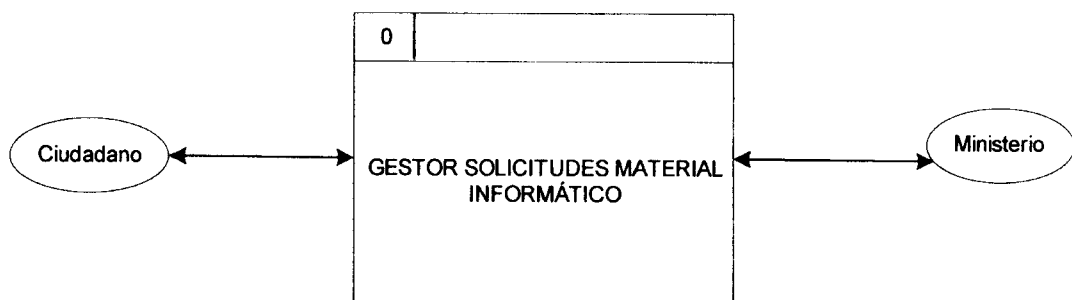 0
Ciudadano
GESTOR SOLICITUDES MATERIAL
INFORMÁTICO
Ministerio